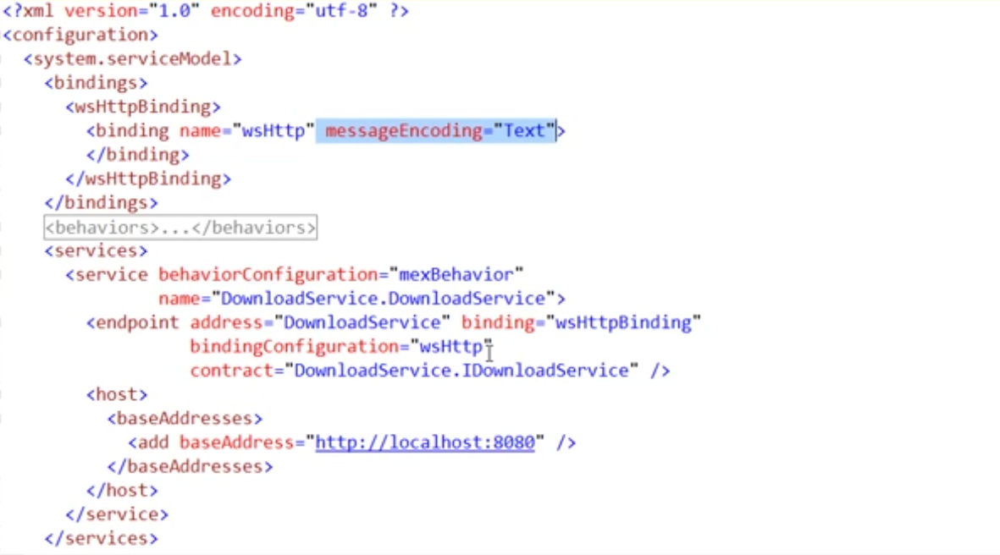 <?xml version="1.0" encoding="utf-8" ?>
<configuration>
<system.serviceModel>
<bindings>
<wsHttpBinding>
<binding name="wsHttp" messageEncoding="Text">
</binding>
</wsHttpBinding>
</bindings>
<behaviors>...</behaviors>
<services>
<service behaviorConfiguration="mexBehavior"
name="DownloadService.DownloadService">
<endpoint address="DownloadService" binding="wsHttpBinding"
bindingConfiguration="wsHttp"
contract="DownloadService.IDownloadService" />
<host>
<baseAddresses>
<add baseAddress="http://localhost:8080" />
</baseAddresses>
</host>
</service>
</services>